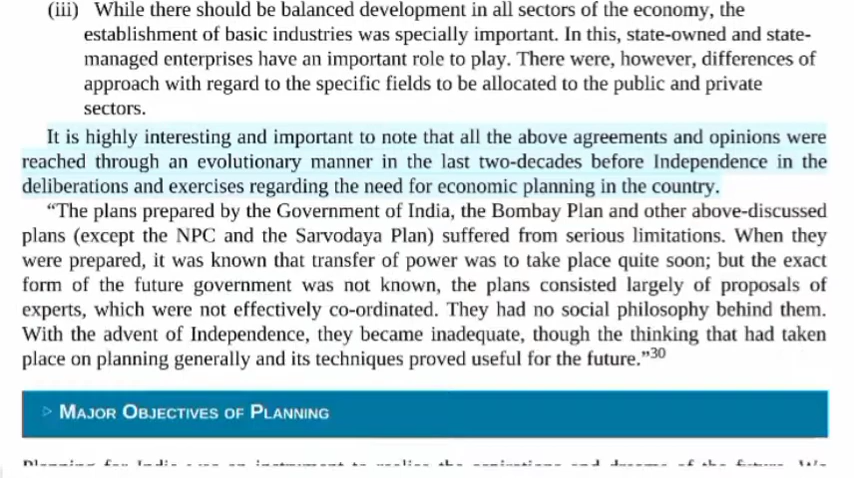 (iii) While there should be balanced development in all sectors of the economy, the
establishment of basic industries was specially important. In this, state-owned and state-
managed enterprises have an important role to play. There were, however, differences of
approach with regard to the specific fields to be allocated to the public and private
sectors.
It is highly interesting and important to note that all the above agreements and opinions were
reached through an evolutionary manner in the last two-decades before Independence in the
deliberations and exercises regarding the need for economic planning in the country.
“The plans prepared by the Government of India, the Bombay Plan and other above-discussed
plans (except the NPC and the Sarvodaya Plan) suffered from serious limitations. When they
were prepared, it was known that transfer of power was to take place quite soon; but the exact
form of the future government was not known, the plans consisted largely of proposals of
experts, which were not effectively co-ordinated. They had no social philosophy behind them.
With the advent of Independence, they became inadequate, though the thinking that had taken
place on planning generally and its techniques proved useful for the future.”30
▷ MAJOR OBJECTIVES OF PLANNING